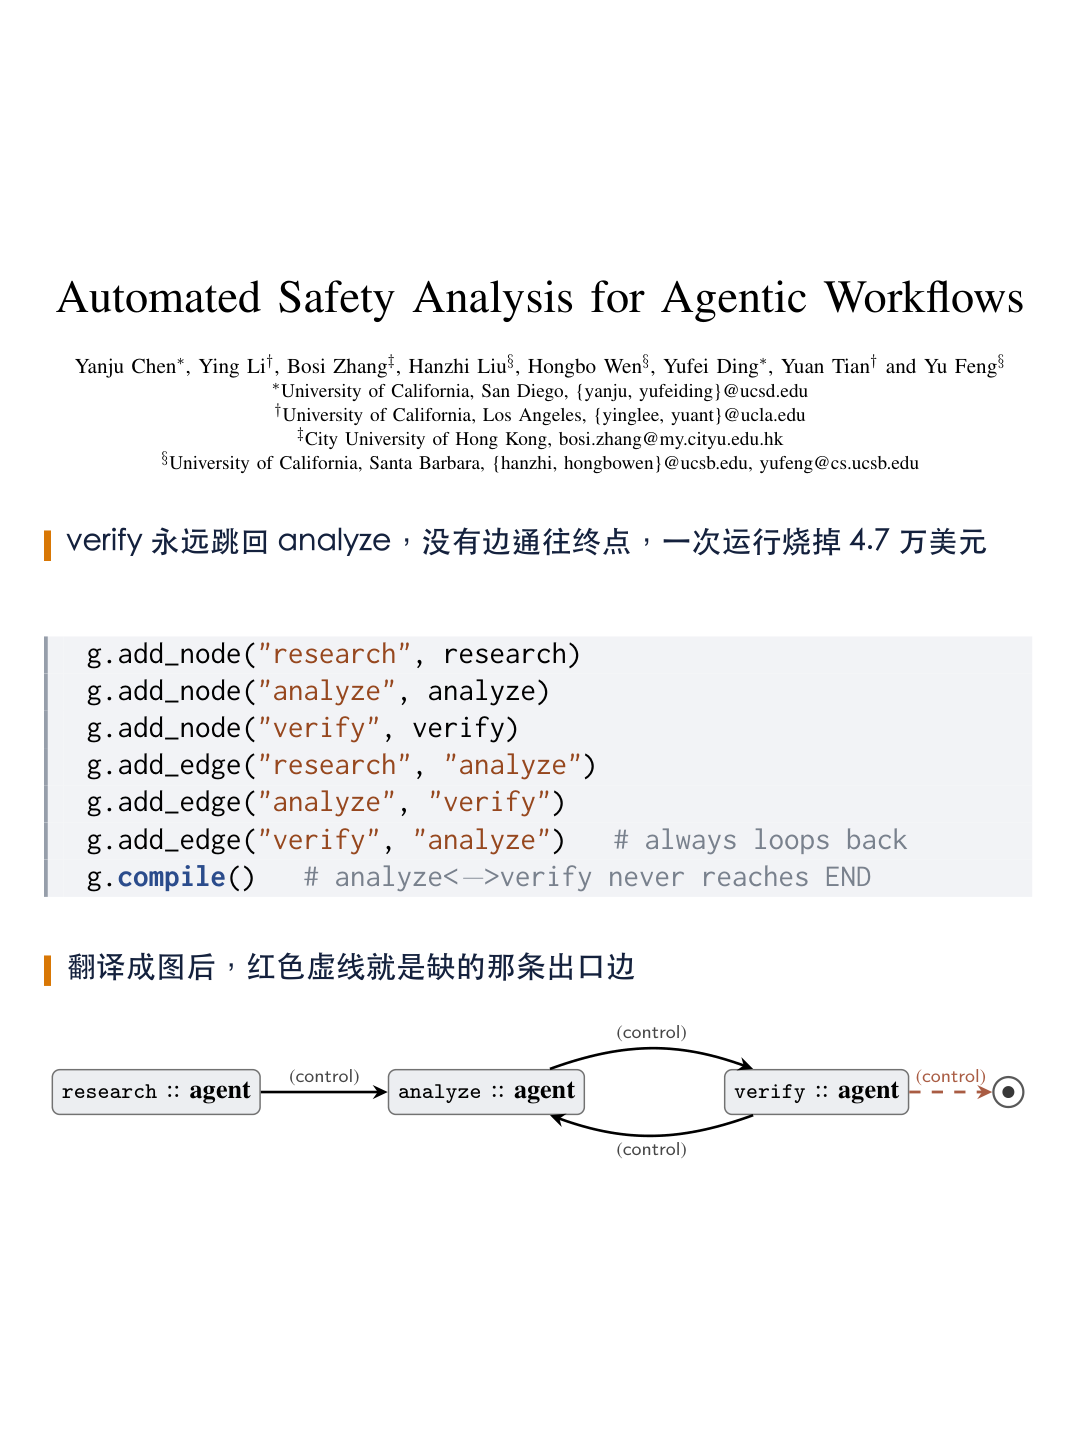 Automated Safety Analysis for Agentic Workflows
Yanju Chen*, Ying Li†, Bosi Zhang‡, Hanzhi Liu§, Hongbo Wen§, Yufei Ding*, Yuan Tian† and Yu Feng§
*University of California, San Diego, {yanju, yufeiding}@ucsd.edu
†University of California, Los Angeles, {yinglee, yuant}@ucla.edu
‡City University of Hong Kong, bosi.zhang@my.cityu.edu.hk
§University of California, Santa Barbara, {hanzhi, hongbowen}@ucsb.edu, yufeng@cs.ucsb.edu
verify 永远跳回 analyze，没有边通往终点，一次运行烧掉 4.7 万美元
g.add_node("research", research)
g.add_node("analyze", analyze)
g.add_node("verify", verify)
g.add_edge("research", "analyze")
g.add_edge("analyze", "verify")
g.add_edge("verify", "analyze")   # always loops back
g.compile()   # analyze<->verify never reaches END
翻译成图后，红色虚线就是缺的那条出口边
(control)
research :: agent (control) analyze :: agent verify :: agent (control)
(control)